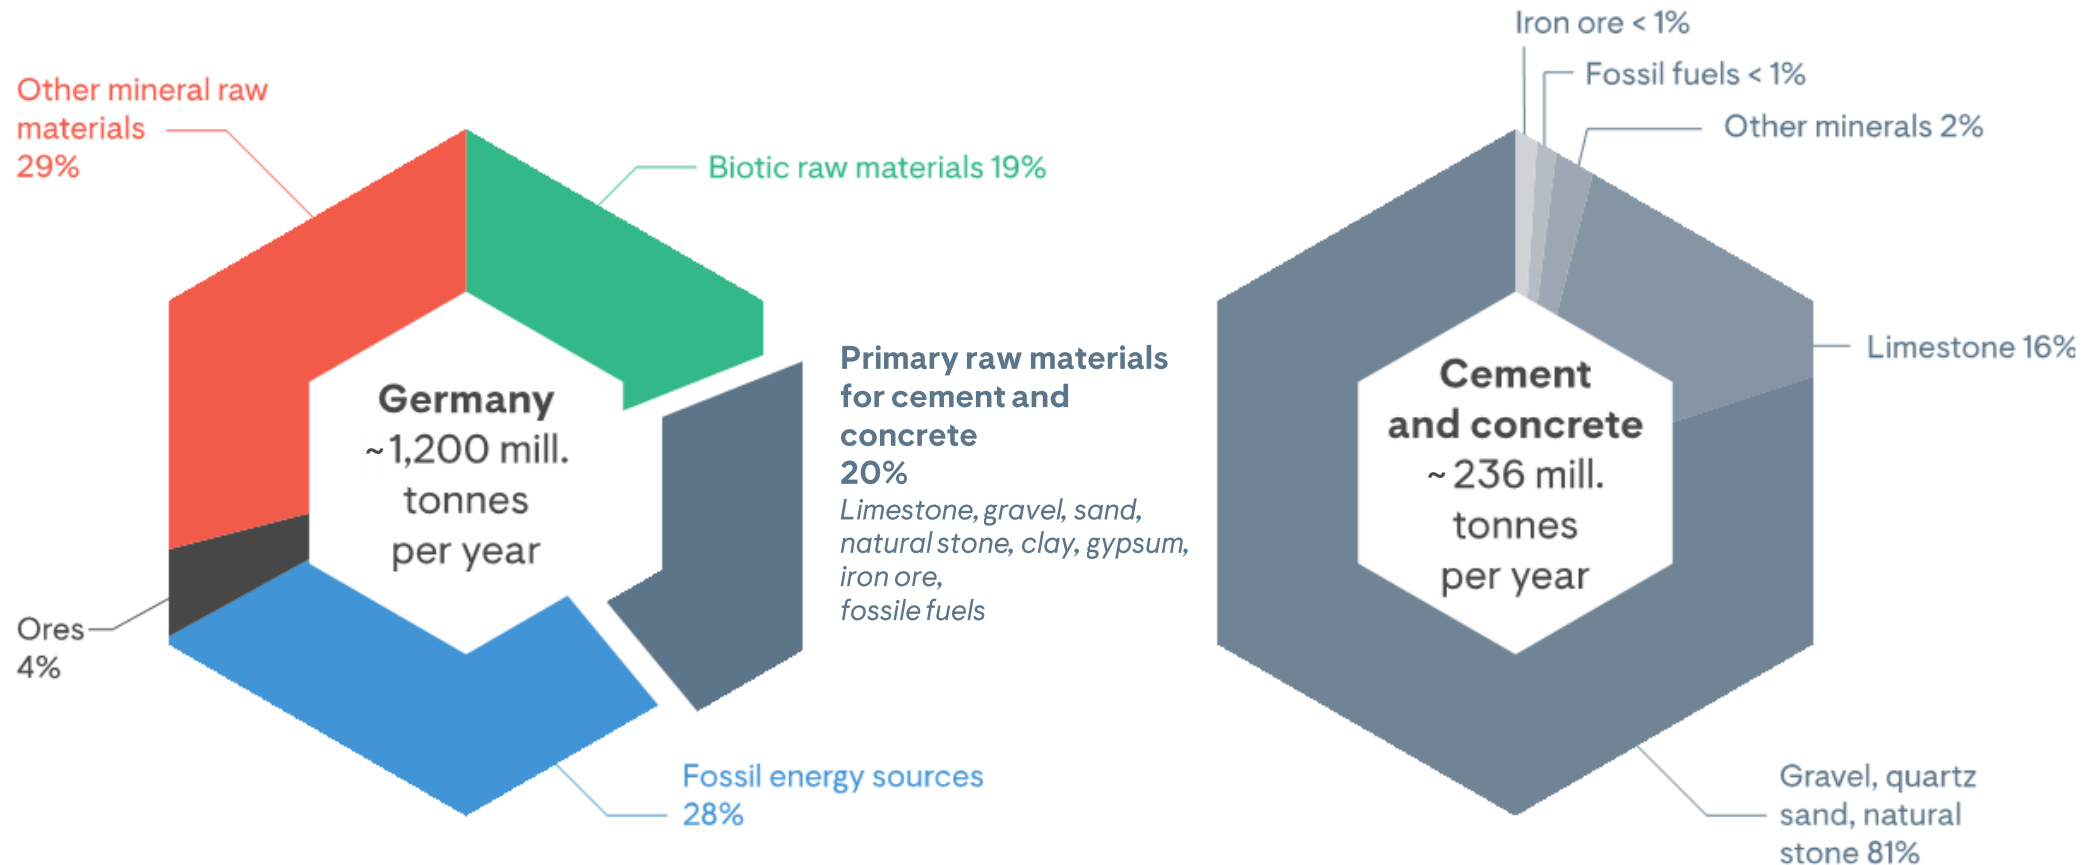 Other mineral raw
materials
29%
Biotic raw materials 19%
Germany
~1,200 mill.
tonnes
per year
Primary raw materials
for cement and
concrete
20%
Limestone, gravel, sand,
natural stone, clay, gypsum,
iron ore,
fossile fuels
Ores
4%
Fossil energy sources
28%
Iron ore < 1%
Fossil fuels < 1%
Other minerals 2%
Limestone 16%
Cement
and concrete
~ 236 mill.
tonnes
per year
Gravel, quartz
sand, natural
stone 81%